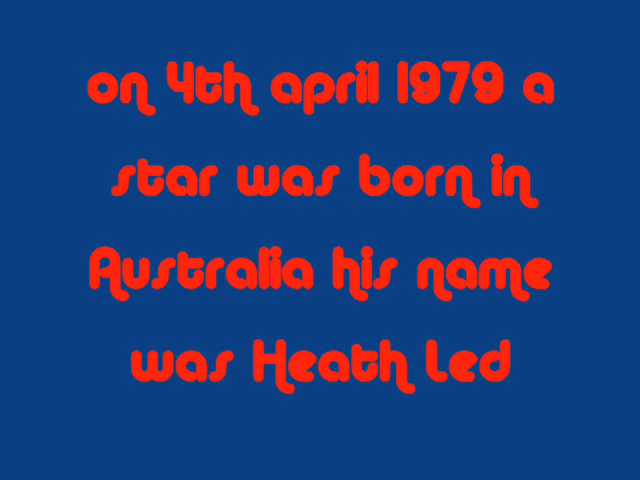 on 4th april 1979 a
star was born in
Australia his name
was Heath Led